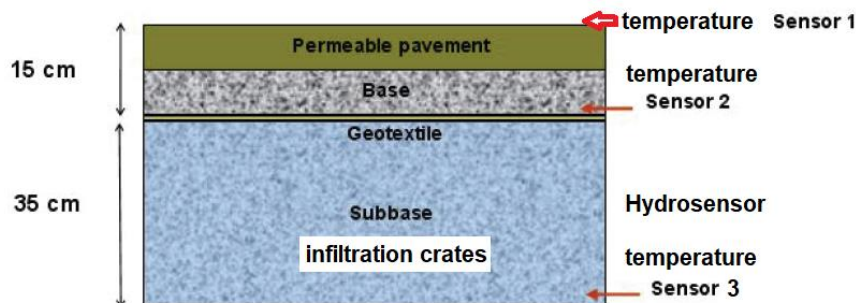 temperature Sensor 1
Permeable pavement
15 cm
temperature
Base
Sensor 2
Geotextile
35 cm
Subbase
Hydrosensor
infiltration crates
temperature
Sensor 3